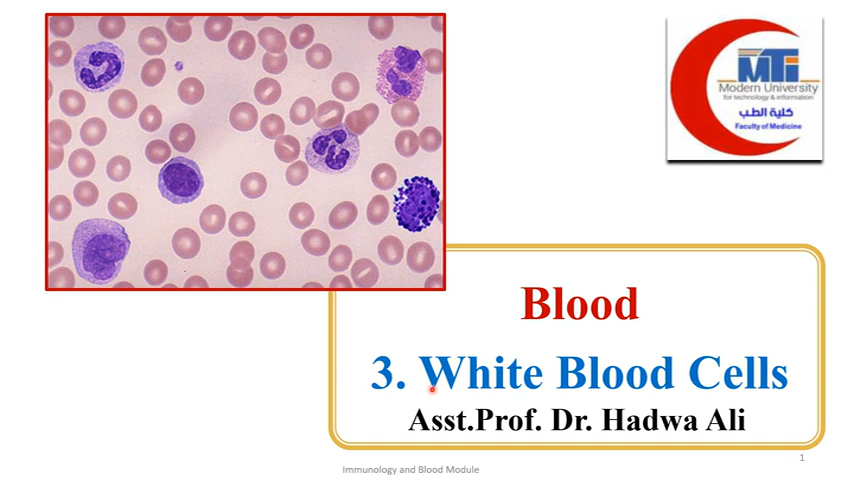 MTI
Modern University
for technology & information
كلية الطب
Faculty of Medicine
Blood
3. White Blood Cells
Asst.Prof. Dr. Hadwa Ali
1
Immunology and Blood Module